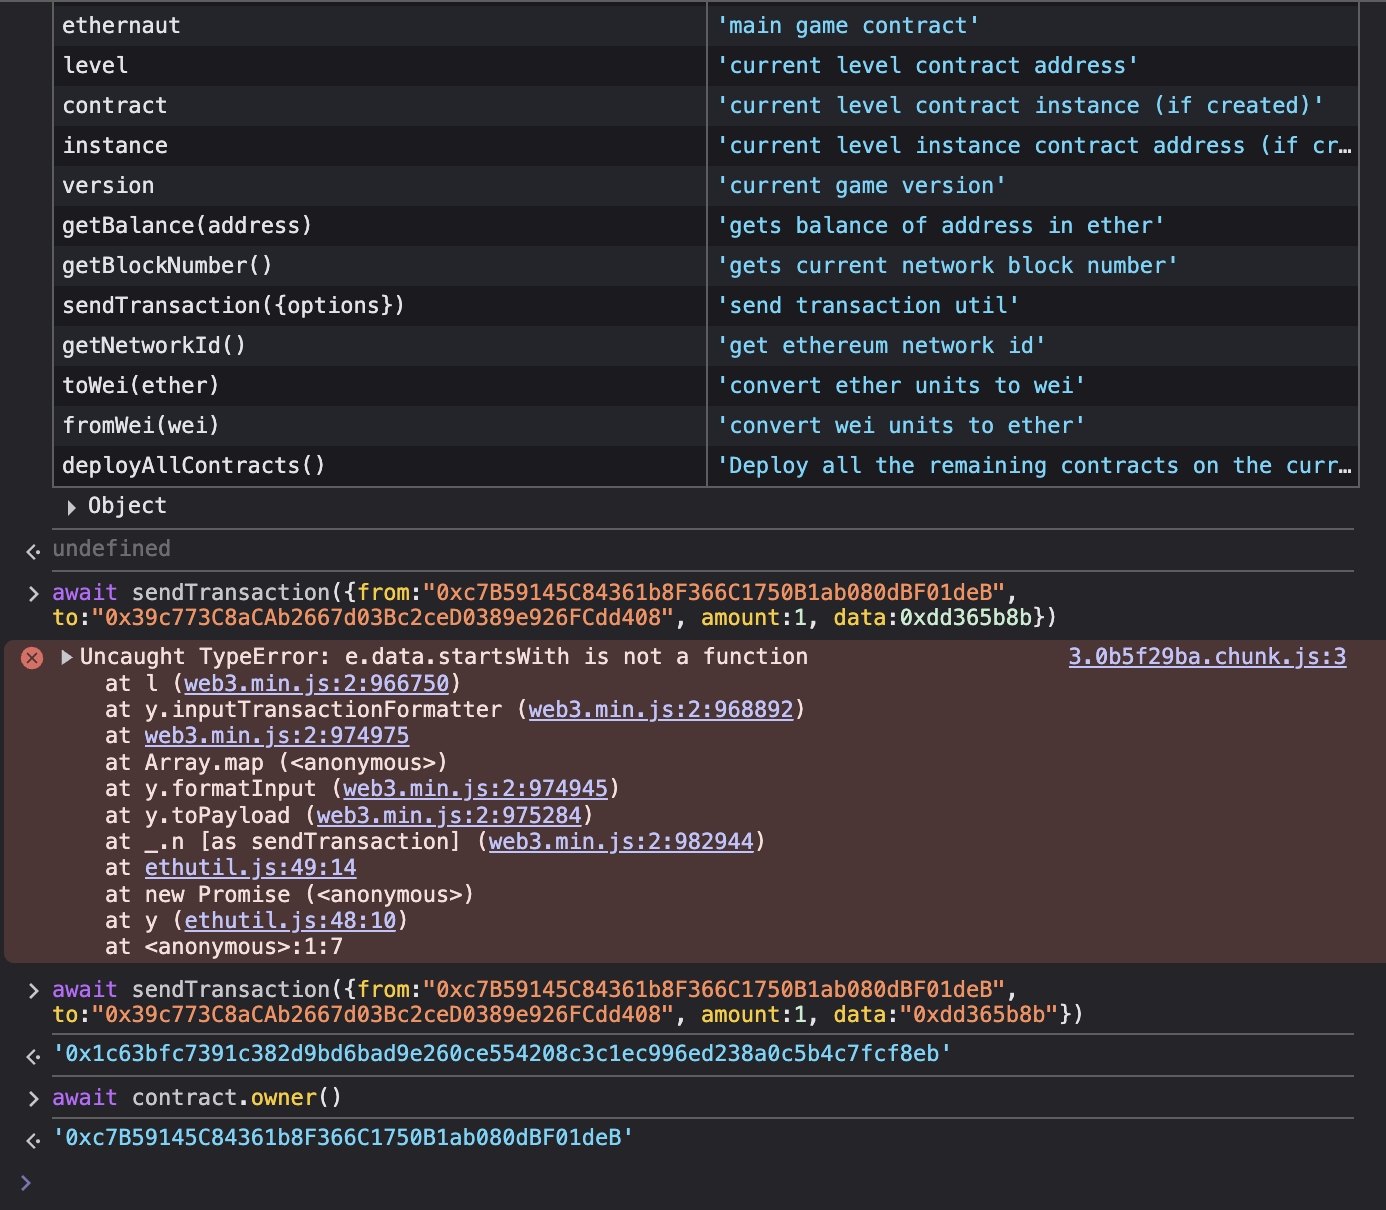 ethernaut 'main game contract'
level 'current level contract address'
contract 'current level contract instance (if created)'
instance 'current level instance contract address (if cr…
version 'current game version'
getBalance(address) 'gets balance of address in ether'
getBlockNumber() 'gets current network block number'
sendTransaction({options}) 'send transaction util'
getNetworkId() 'get ethereum network id'
toWei(ether) 'convert ether units to wei'
fromWei(wei) 'convert wei units to ether'
deployAllContracts() 'Deploy all the remaining contracts on the curr…
Object
undefined
await sendTransaction({from:"0xc7B59145C84361b8F366C1750B1ab080dBF01deB",
to:"0x39c773C8aCAb2667d03Bc2ceD0389e926FCdd408", amount:1, data:0xdd365b8b})
Uncaught TypeError: e.data.startsWith is not a function 3.0b5f29ba.chunk.js:3
at l (web3.min.js:2:966750)
at y.inputTransactionFormatter (web3.min.js:2:968892)
at web3.min.js:2:974975
at Array.map (<anonymous>)
at y.formatInput (web3.min.js:2:974945)
at y.toPayload (web3.min.js:2:975284)
at _.n [as sendTransaction] (web3.min.js:2:982944)
at ethutil.js:49:14
at new Promise (<anonymous>)
at y (ethutil.js:48:10)
at <anonymous>:1:7
await sendTransaction({from:"0xc7B59145C84361b8F366C1750B1ab080dBF01deB",
to:"0x39c773C8aCAb2667d03Bc2ceD0389e926FCdd408", amount:1, data:"0xdd365b8b"})
'0x1c63bfc7391c382d9bd6bad9e260ce554208c3c1ec996ed238a0c5b4c7fcf8eb'
await contract.owner()
'0xc7B59145C84361b8F366C1750B1ab080dBF01deB'